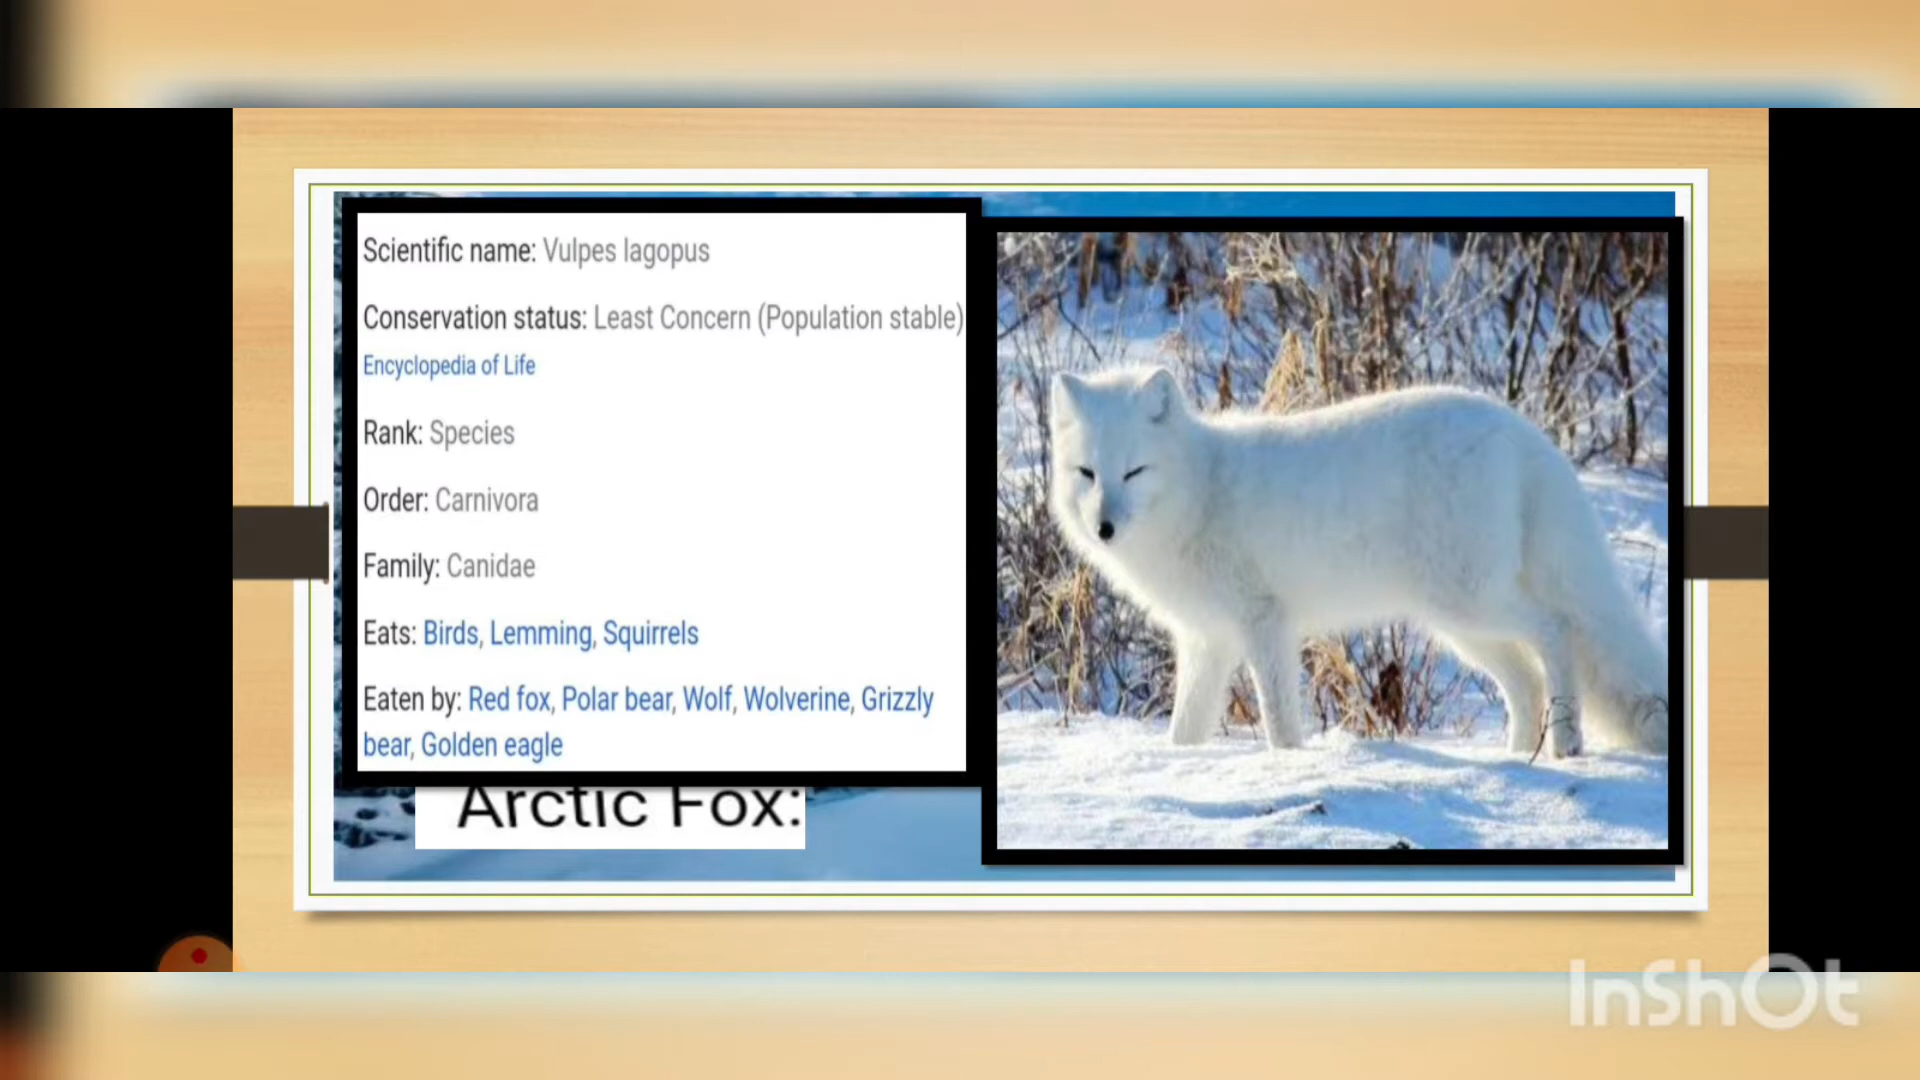 Scientific name: Vulpes lagopus
Conservation status: Least Concern (Population stable)
Encyclopedia of Life
Rank: Species
Order: Carnivora
Family: Canidae
Eats: Birds, Lemming, Squirrels
Eaten by: Red fox, Polar bear, Wolf, Wolverine, Grizzly
bear, Golden eagle
Arctic Fox:
InShOt